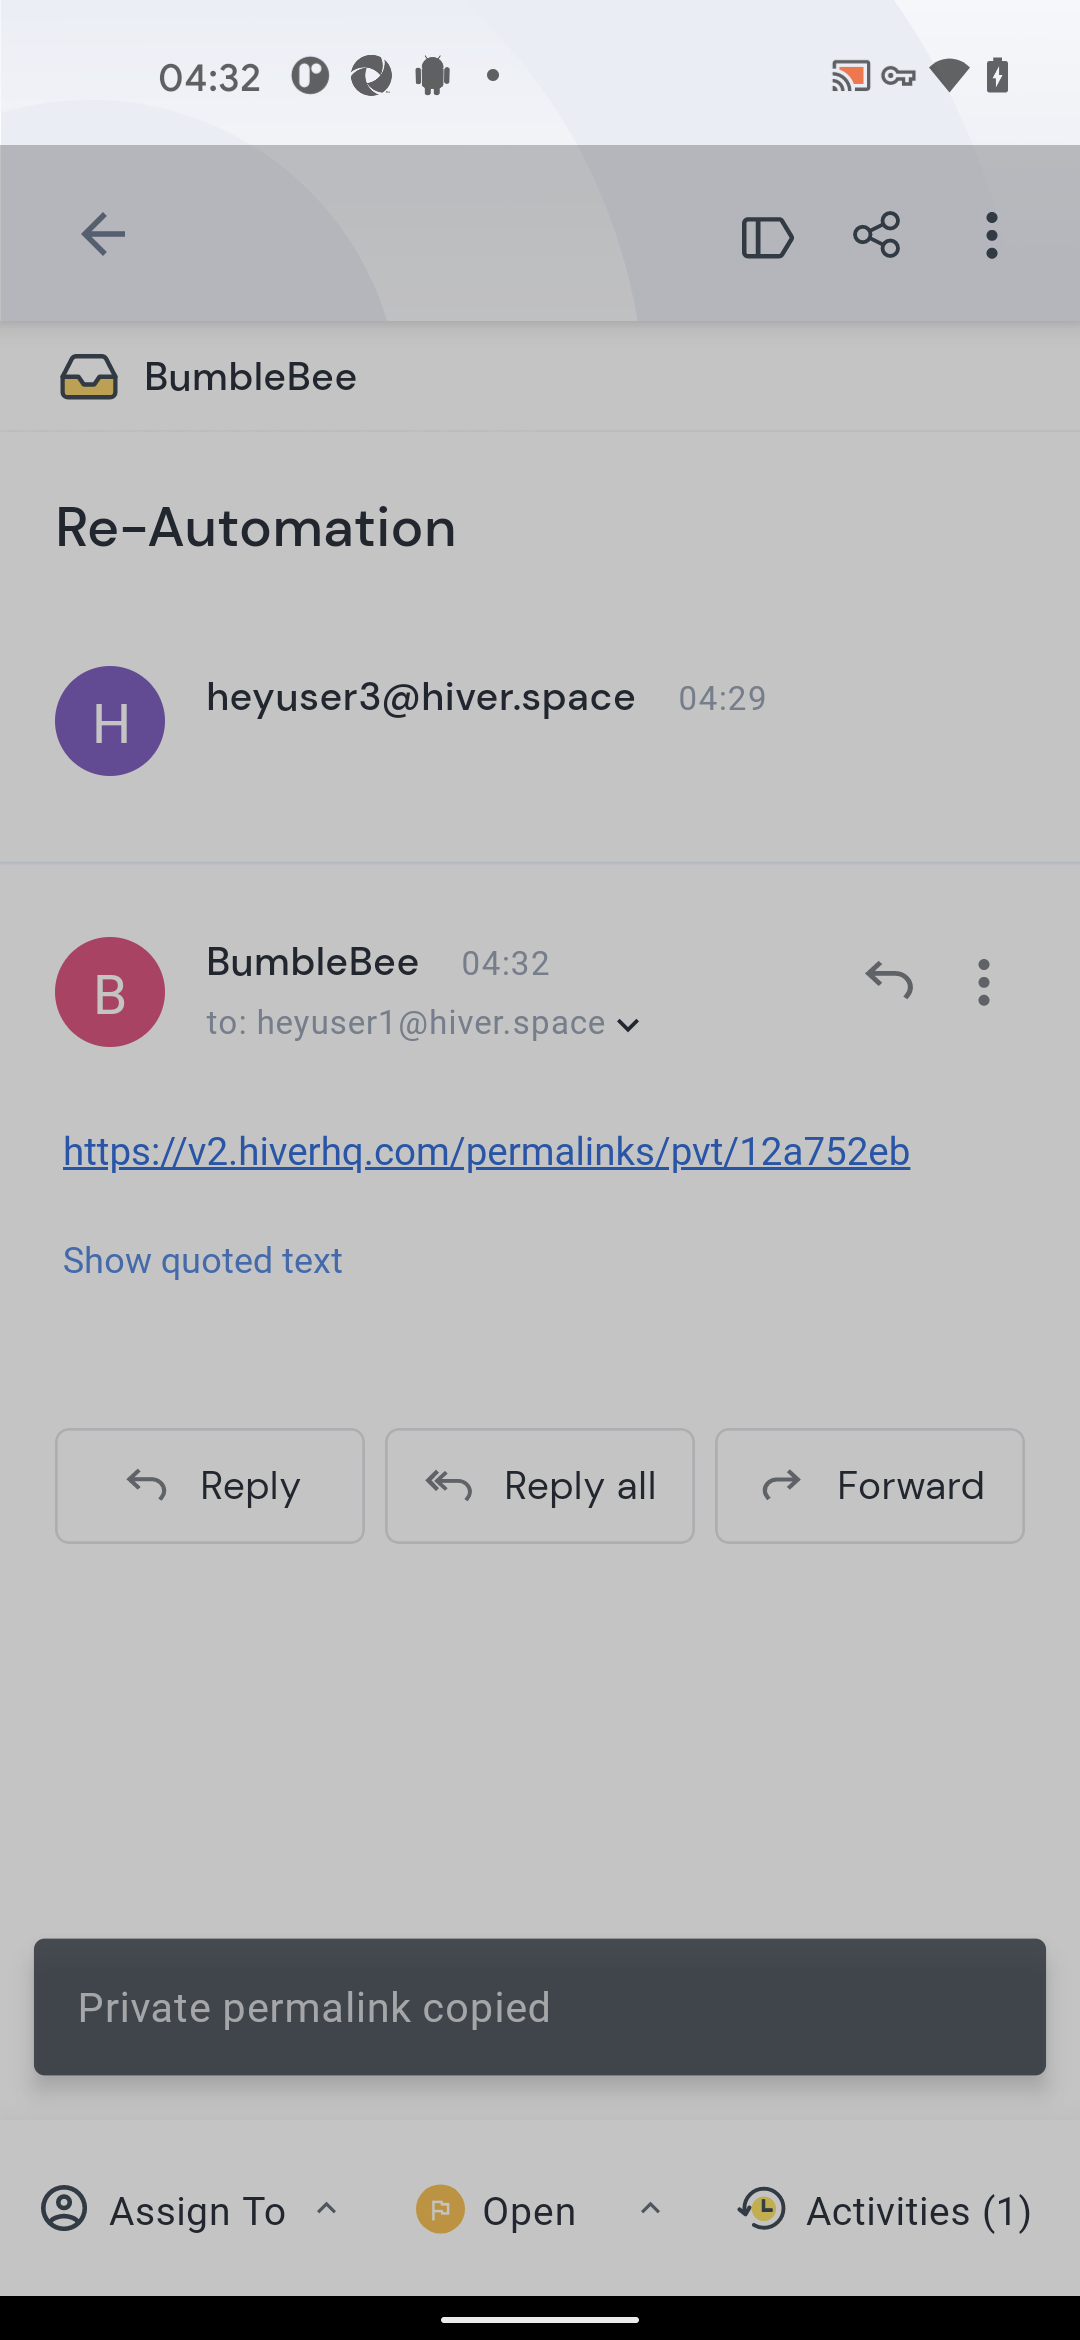 04:32
BumbleBee
Re-Automation
H
heyuser3@hiver.space 04:29
B
BumbleBee 04:32
to: heyuser1@hiver.space
https://v2.hiverhq.com/permalinks/pvt/12a752eb
Show quoted text
Reply Reply all Forward
Private permalink copied
Assign To Open Activities (1)